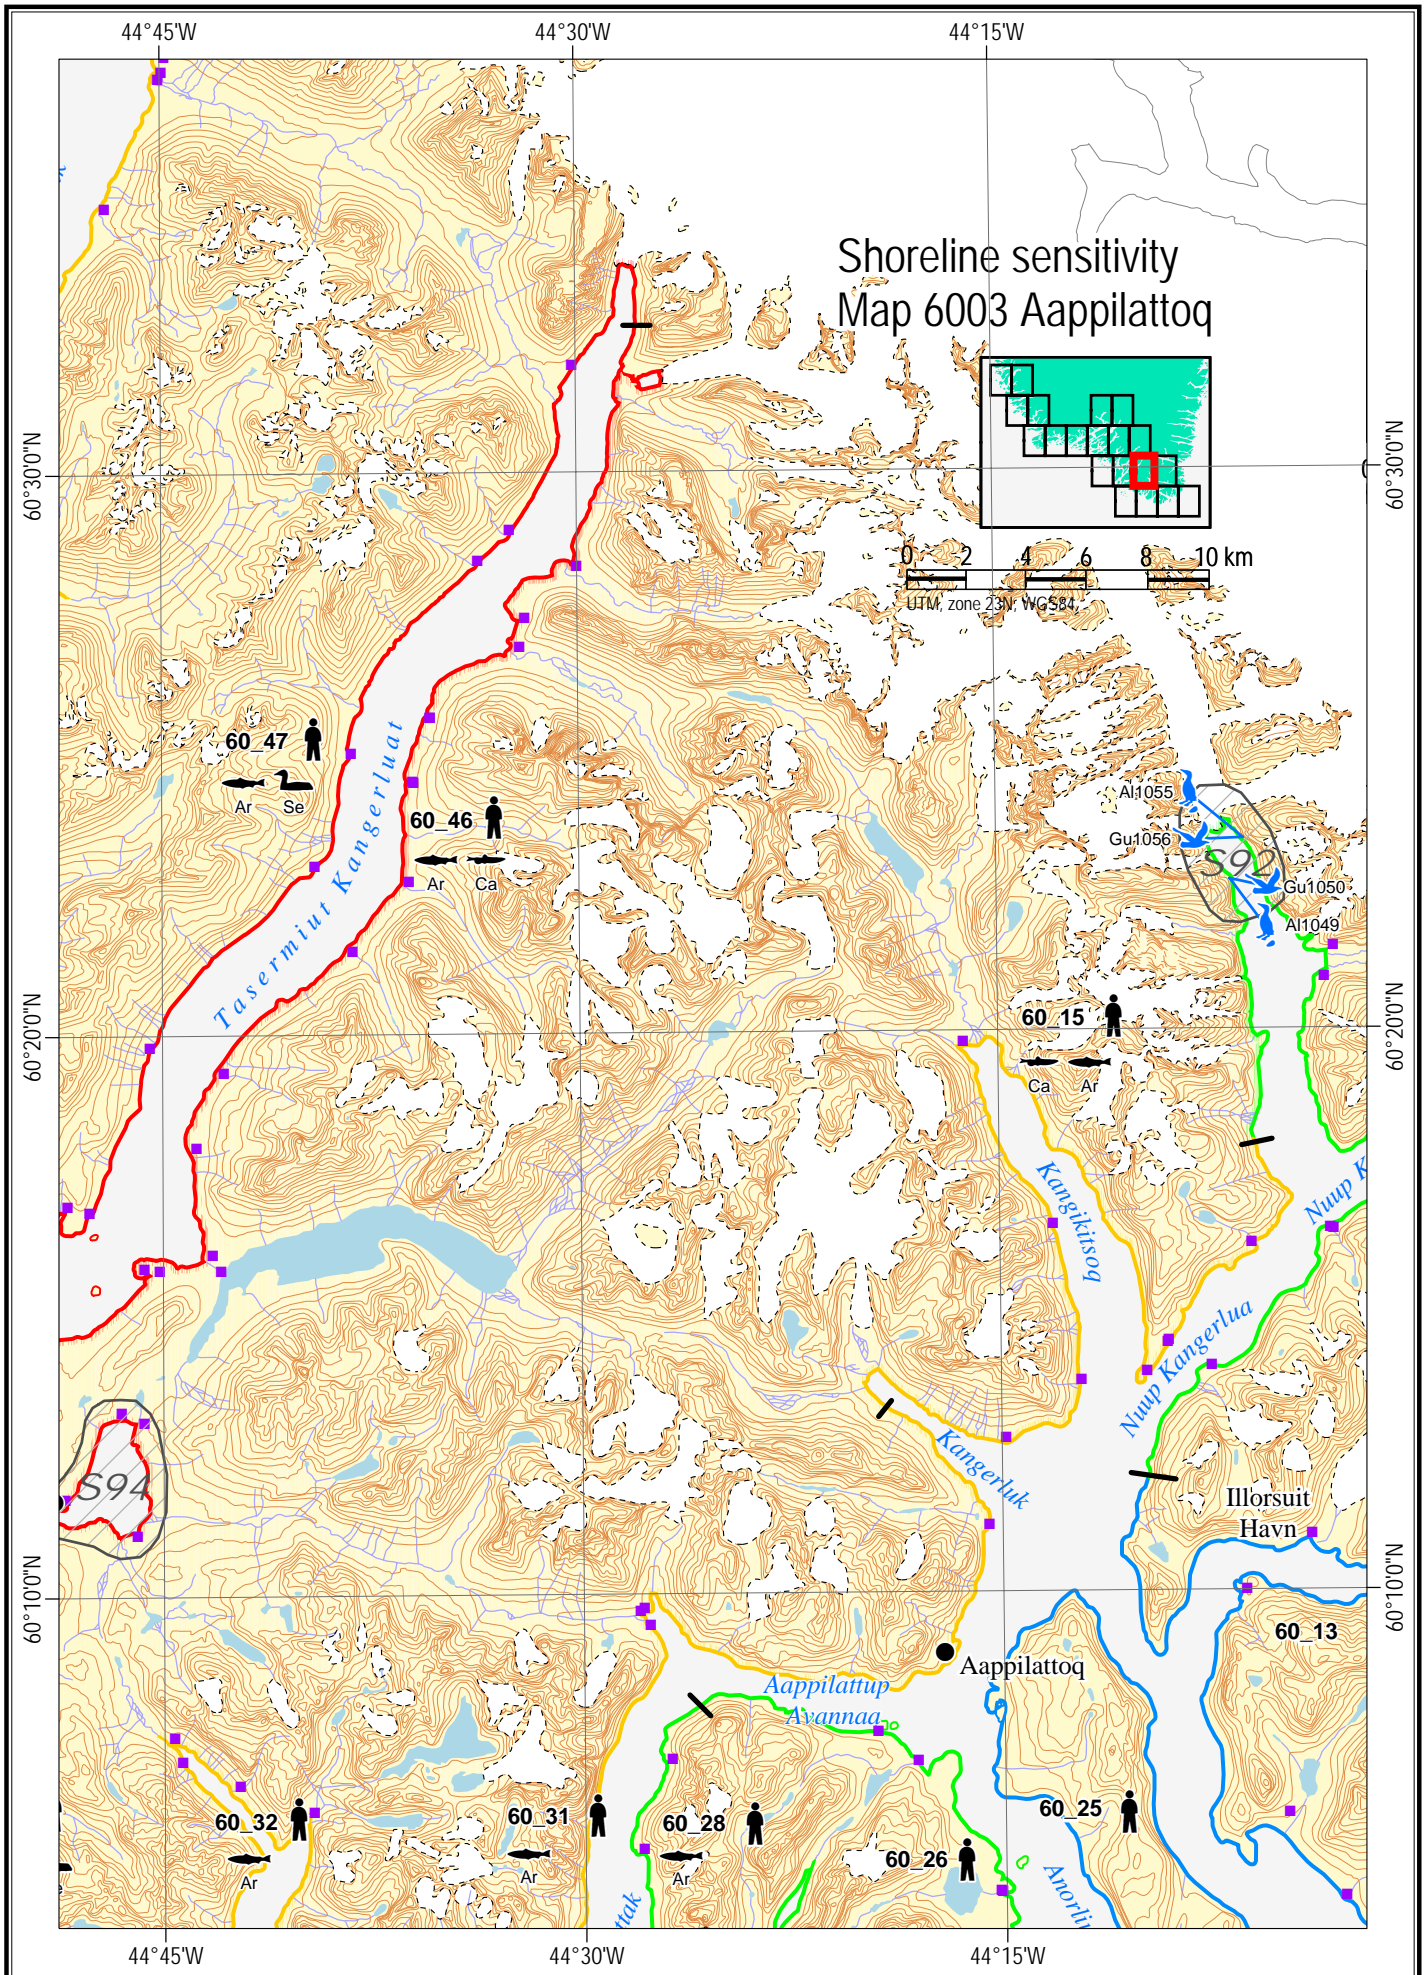 44°45'W
44°30'W
44°15'W
Shoreline sensitivity
Map 6003 Aappilattoq
60°30'0"N
60°30'0"N
0 2 4 6 8 10 km
UTM, zone 23N, WGS84,
60_47
Ar Se
Tasermiut Kangerluat
60_46
Ar Ca
Al1055
Gu1056
S92
Gu1050
Al1049
60°20'0"N
60°20'0"N
60_15
Ca Ar
Kangikitsoq
Nuup K
Nuup Kangerlua
Kangerluk
S94
Illorsuit
Havn
60°10'0"N
60°10'0"N
60_13
Aappilattoq
Aappilattup
Avannaa
60_32
Ar
60_31
Ar
60_28
Ar
60_26
60_25
Anorli
ttak
44°45'W
44°30'W
44°15'W